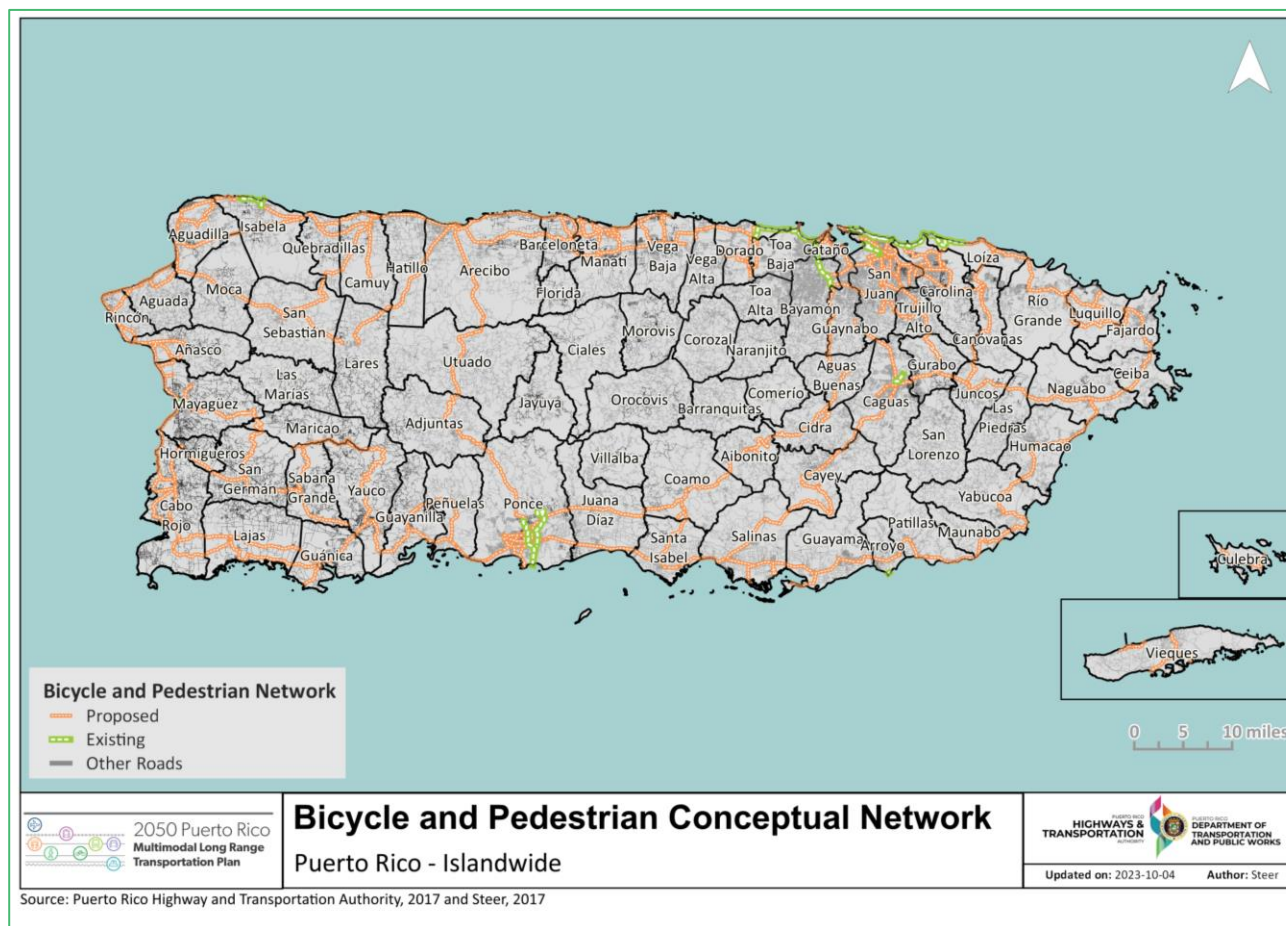 Isabela
Aguadilla
Quebradillas
Camuy
Hatillo
Arecibo
Barceloneta
Manatí
Vega
Baja
Vega
Alta
Dorado
Toa
Baja
Cataño
San
Juan
Carolina
Loíza
Río
Grande
Luquillo
Fajardo
Aguada
Rincón
Moca
San
Sebastián
Florida
Toa
Alta
Bayamón
Guaynabo
Trujillo
Alto
Canóvanas
Ceiba
Añasco
Las
Marías
Lares
Utuado
Ciales
Morovis
Corozal
Naranjito
Aguas
Buenas
Gurabo
Caguas
Juncos
Naguabo
Mayagüez
Maricao
Adjuntas
Jayuya
Orocovis
Barranquitas
Comerío
Cidra
San
Lorenzo
Las
Piedras
Humacao
Hormigueros
San
Germán
Sabana
Grande
Yauco
Villalba
Coamo
Aibonito
Cayey
Yabucoa
Cabo
Rojo
Lajas
Guánica
Guayanilla
Peñuelas
Ponce
Juana
Díaz
Santa
Isabel
Salinas
Guayama
Arroyo
Patillas
Maunabo
Culebra
Vieques
Bicycle and Pedestrian Network
Proposed
Existing
Other Roads
0 5 10 miles
2050 Puerto Rico
Multimodal Long Range
Transportation Plan
Bicycle and Pedestrian Conceptual Network
Puerto Rico - Islandwide
PUERTO RICO
HIGHWAYS &
TRANSPORTATION
AUTHORITY
PUERTO RICO
DEPARTMENT OF
TRANSPORTATION
AND PUBLIC WORKS
Updated on: 2023-10-04 Author: Steer
Source: Puerto Rico Highway and Transportation Authority, 2017 and Steer, 2017